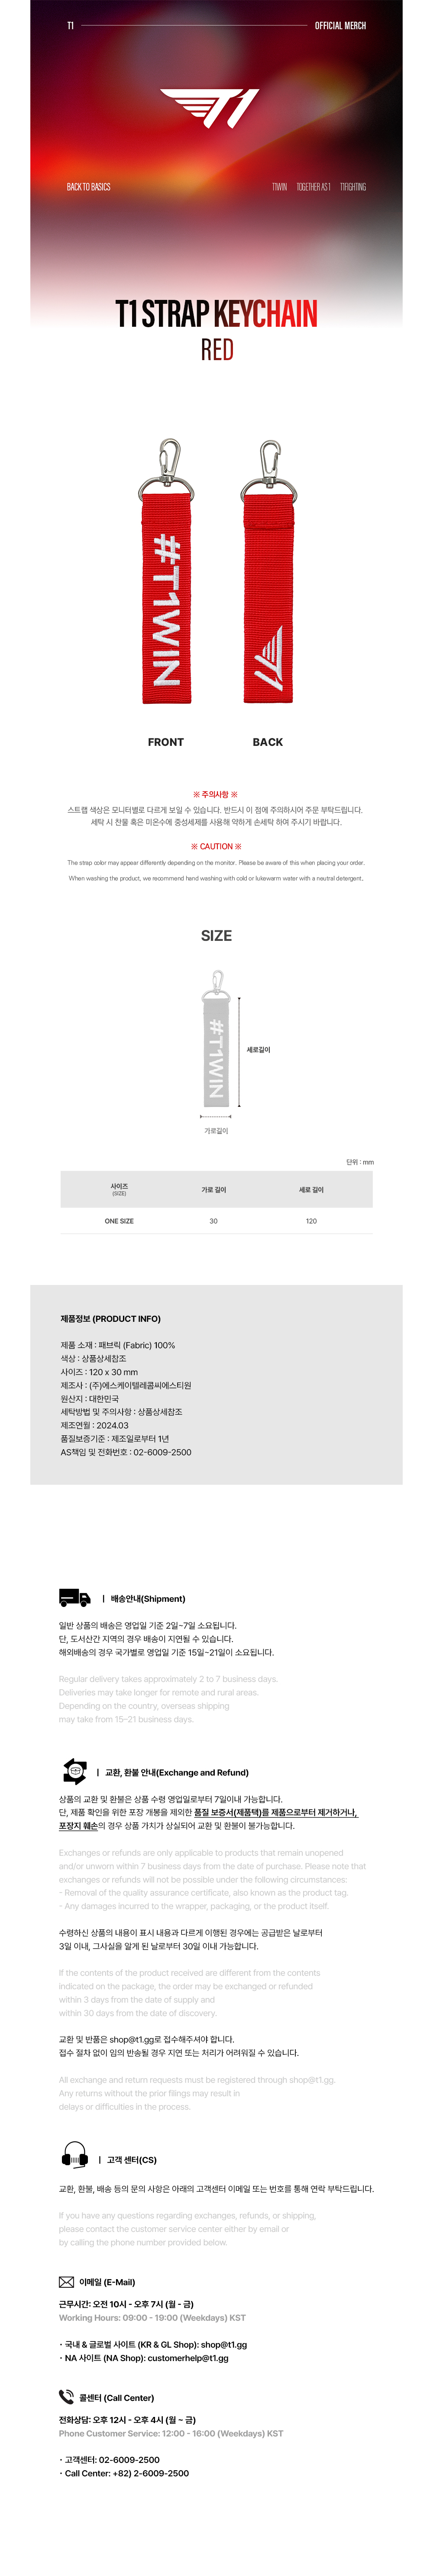 T1
OFFICIAL MERCH
T1
BACK TO BASICS
T1WIN
TOGETHER AS 1
T1FIGHTING
T1 STRAP KEYCHAIN
RED
#T1WIN
T1
FRONT
BACK
※ 주의사항 ※
스트랩 색상은 모니터별로 다르게 보일 수 있습니다. 반드시 이 점에 주의하시어 주문 부탁드립니다.
세탁 시 찬물 혹은 미온수에 중성세제를 사용해 약하게 손세탁 하여 주시기 바랍니다.
※ CAUTION ※
The strap color may appear differently depending on the monitor. Please be aware of this when placing your order.
When washing the product, we recommend hand washing with cold or lukewarm water with a neutral detergent.
SIZE
#T1WIN
세로길이
가로길이
단위 : mm
사이즈
(SIZE)
가로 길이
세로 길이
ONE SIZE
30
120
제품정보 (PRODUCT INFO)
제품 소재 : 패브릭 (Fabric) 100%
색상 : 상품상세참조
사이즈 : 120 x 30 mm
제조사 : (주)에스케이텔레콤씨에스티원
원산지 : 대한민국
세탁방법 및 주의사항 : 상품상세참조
제조연월 : 2024.03
품질보증기준 : 제조일로부터 1년
AS책임 및 전화번호 : 02-6009-2500
| 배송안내(Shipment)
일반 상품의 배송은 영업일 기준 2일~7일 소요됩니다.
단, 도서산간 지역의 경우 배송이 지연될 수 있습니다.
해외배송의 경우 국가별로 영업일 기준 15일~21일이 소요됩니다.
Regular delivery takes approximately 2 to 7 business days.
Deliveries may take longer for remote and rural areas.
Depending on the country, overseas shipping
may take from 15~21 business days.
| 교환, 환불 안내(Exchange and Refund)
상품의 교환 및 환불은 상품 수령 영업일로부터 7일이내 가능합니다.
단, 제품 확인을 위한 포장 개봉을 제외한 품질 보증서(제품택)를 제품으로부터 제거하거나,
포장지 훼손의 경우 상품 가치가 상실되어 교환 및 환불이 불가능합니다.
Exchanges or refunds are only applicable to products that remain unopened
and/or unworn within 7 business days from the date of purchase. Please note that
exchanges or refunds will not be possible under the following circumstances:
- Removal of the quality assurance certificate, also known as the product tag.
- Any damages incurred to the wrapper, packaging, or the product itself.
수령하신 상품의 내용이 표시 내용과 다르게 이행된 경우에는 공급받은 날로부터
3일 이내, 그사실을 알게 된 날로부터 30일 이내 가능합니다.
If the contents of the product received are different from the contents
indicated on the package, the order may be exchanged or refunded
within 3 days from the date of supply and
within 30 days from the date of discovery.
교환 및 반품은 shop@t1.gg로 접수해주셔야 합니다.
접수 절차 없이 임의 반송될 경우 지연 또는 처리가 어려워질 수 있습니다.
All exchange and return requests must be registered through shop@t1.gg.
Any returns without the prior filings may result in
delays or difficulties in the process.
| 고객 센터(CS)
교환, 환불, 배송 등의 문의 사항은 아래의 고객센터 이메일 또는 번호를 통해 연락 부탁드립니다.
If you have any questions regarding exchanges, refunds, or shipping,
please contact the customer service center either by email or
by calling the phone number provided below.
이메일 (E-Mail)
근무시간: 오전 10시 - 오후 7시 (월 - 금)
Working Hours: 09:00 - 19:00 (Weekdays) KST
· 국내 & 글로벌 사이트 (KR & GL Shop): shop@t1.gg
· NA 사이트 (NA Shop): customerhelp@t1.gg
콜센터 (Call Center)
전화상담: 오후 12시 - 오후 4시 (월 ~ 금)
Phone Customer Service: 12:00 - 16:00 (Weekdays) KST
· 고객센터: 02-6009-2500
· Call Center: +82) 2-6009-2500